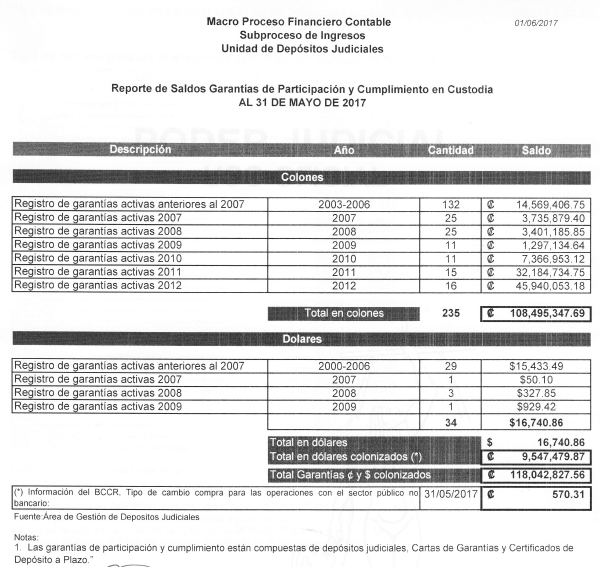 Macro Proceso Financiero Contable 01/06/2017
Subproceso de Ingresos
Unidad de Depósitos Judiciales
Reporte de Saldos Garantías de Participación y Cumplimiento en Custodia
AL 31 DE MAYO DE 2017
Descripción Año Cantidad Saldo
Colones
Registro de garantías activas anteriores al 2007 2003-2006 132 ₡ 14,569,406.75
Registro de garantías activas 2007 2007 25 ₡ 3,735,879.40
Registro de garantías activas 2008 2008 25 ₡ 3,401,185.85
Registro de garantías activas 2009 2009 11 ₡ 1,297,134.64
Registro de garantías activas 2010 2010 11 ₡ 7,366,953.12
Registro de garantías activas 2011 2011 15 ₡ 32,184,734.75
Registro de garantías activas 2012 2012 16 ₡ 45,940,053.18
Total en colones 235 ₡ 108,495,347.69
Dolares
Registro de garantías activas anteriores al 2007 2000-2006 29 $15,433.49
Registro de garantías activas 2007 2007 1 $50.10
Registro de garantías activas 2008 2008 3 $327.85
Registro de garantías activas 2009 2009 1 $929.42
34 $16,740.86
Total en dólares $ 16,740.86
Total en dólares colonizados (*) ₡ 9,547,479.87
Total Garantías ¢ y $ colonizados ₡ 118,042,827.56
(*) Información del BCCR, Tipo de cambio compra para las operaciones con el sector público no 31/05/2017 ₡ 570.31
bancario:
Fuente:Área de Gestión de Depositos Judiciales
Notas:
1. Las garantías de participación y cumplimiento están compuestas de depósitos judiciales, Cartas de Garantías y Certificados de
Depósito a Plazo."